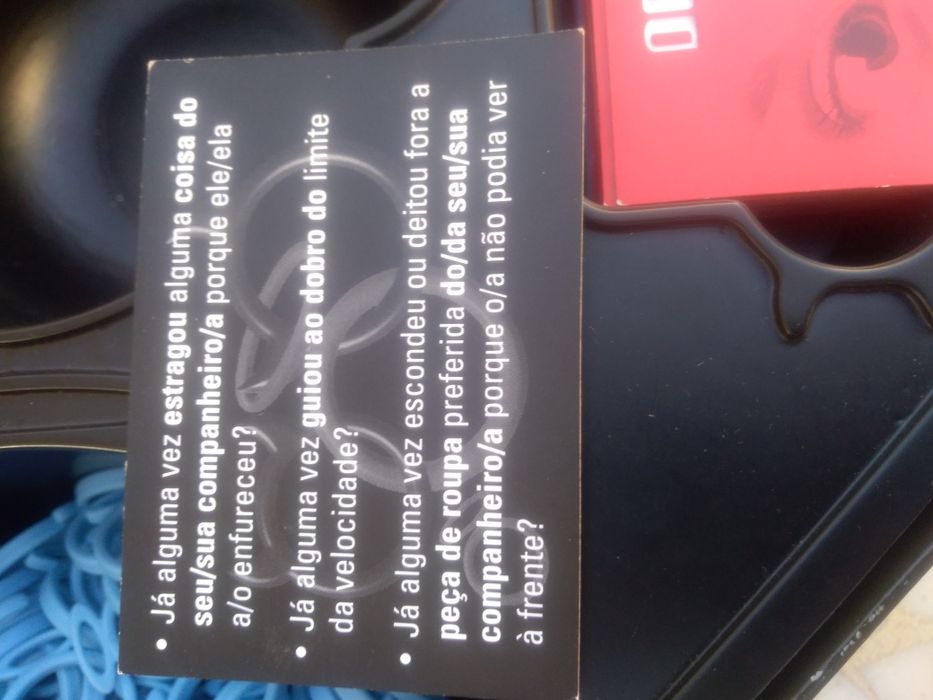 • Já alguma vez estragou alguma coisa do
seu/sua companheiro/a porque ele/ela
a/o enfureceu?
• Já alguma vez guiou ao dobro do limite
da velocidade?
• Já alguma vez escondeu ou deitou fora a
peça de roupa preferida do/da seu/sua
companheiro/a porque o/a não podia ver
à frente?